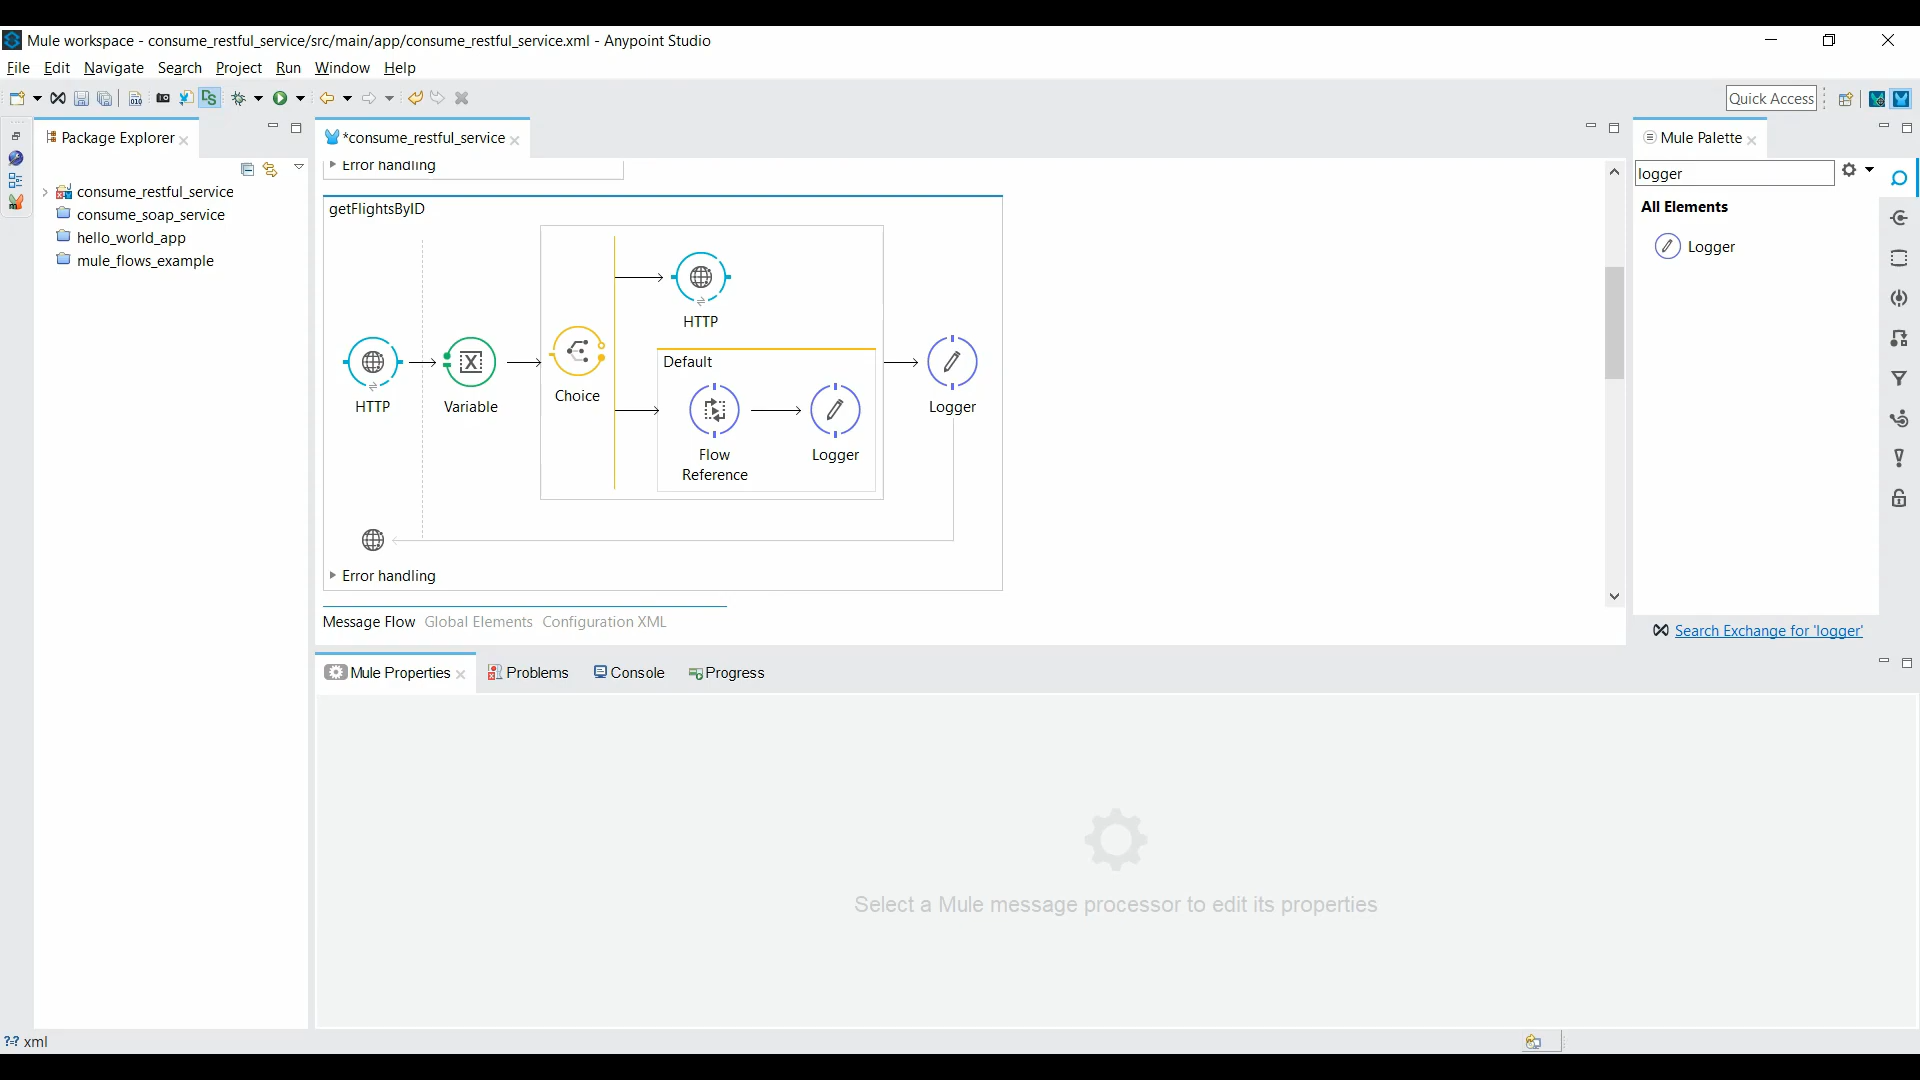 Mule workspace - consume_restful_service/src/main/app/consume_restful_service.xml - Anypoint Studio
File Edit Navigate Search Project Run Window Help
Quick Access
Package Explorer
*consume_restful_service
Mule Palette
consume_restful_service
consume_soap_service
hello_world_app
mule_flows_example
Error handling
getFlightsByID
HTTP
Default
HTTP
Variable
Choice
Flow
Reference
Logger
Logger
Error handling
Message Flow Global Elements Configuration XML
logger
All Elements
Logger
Search Exchange for 'logger'
Mule Properties Problems Console Progress
Select a Mule message processor to edit its properties
xml